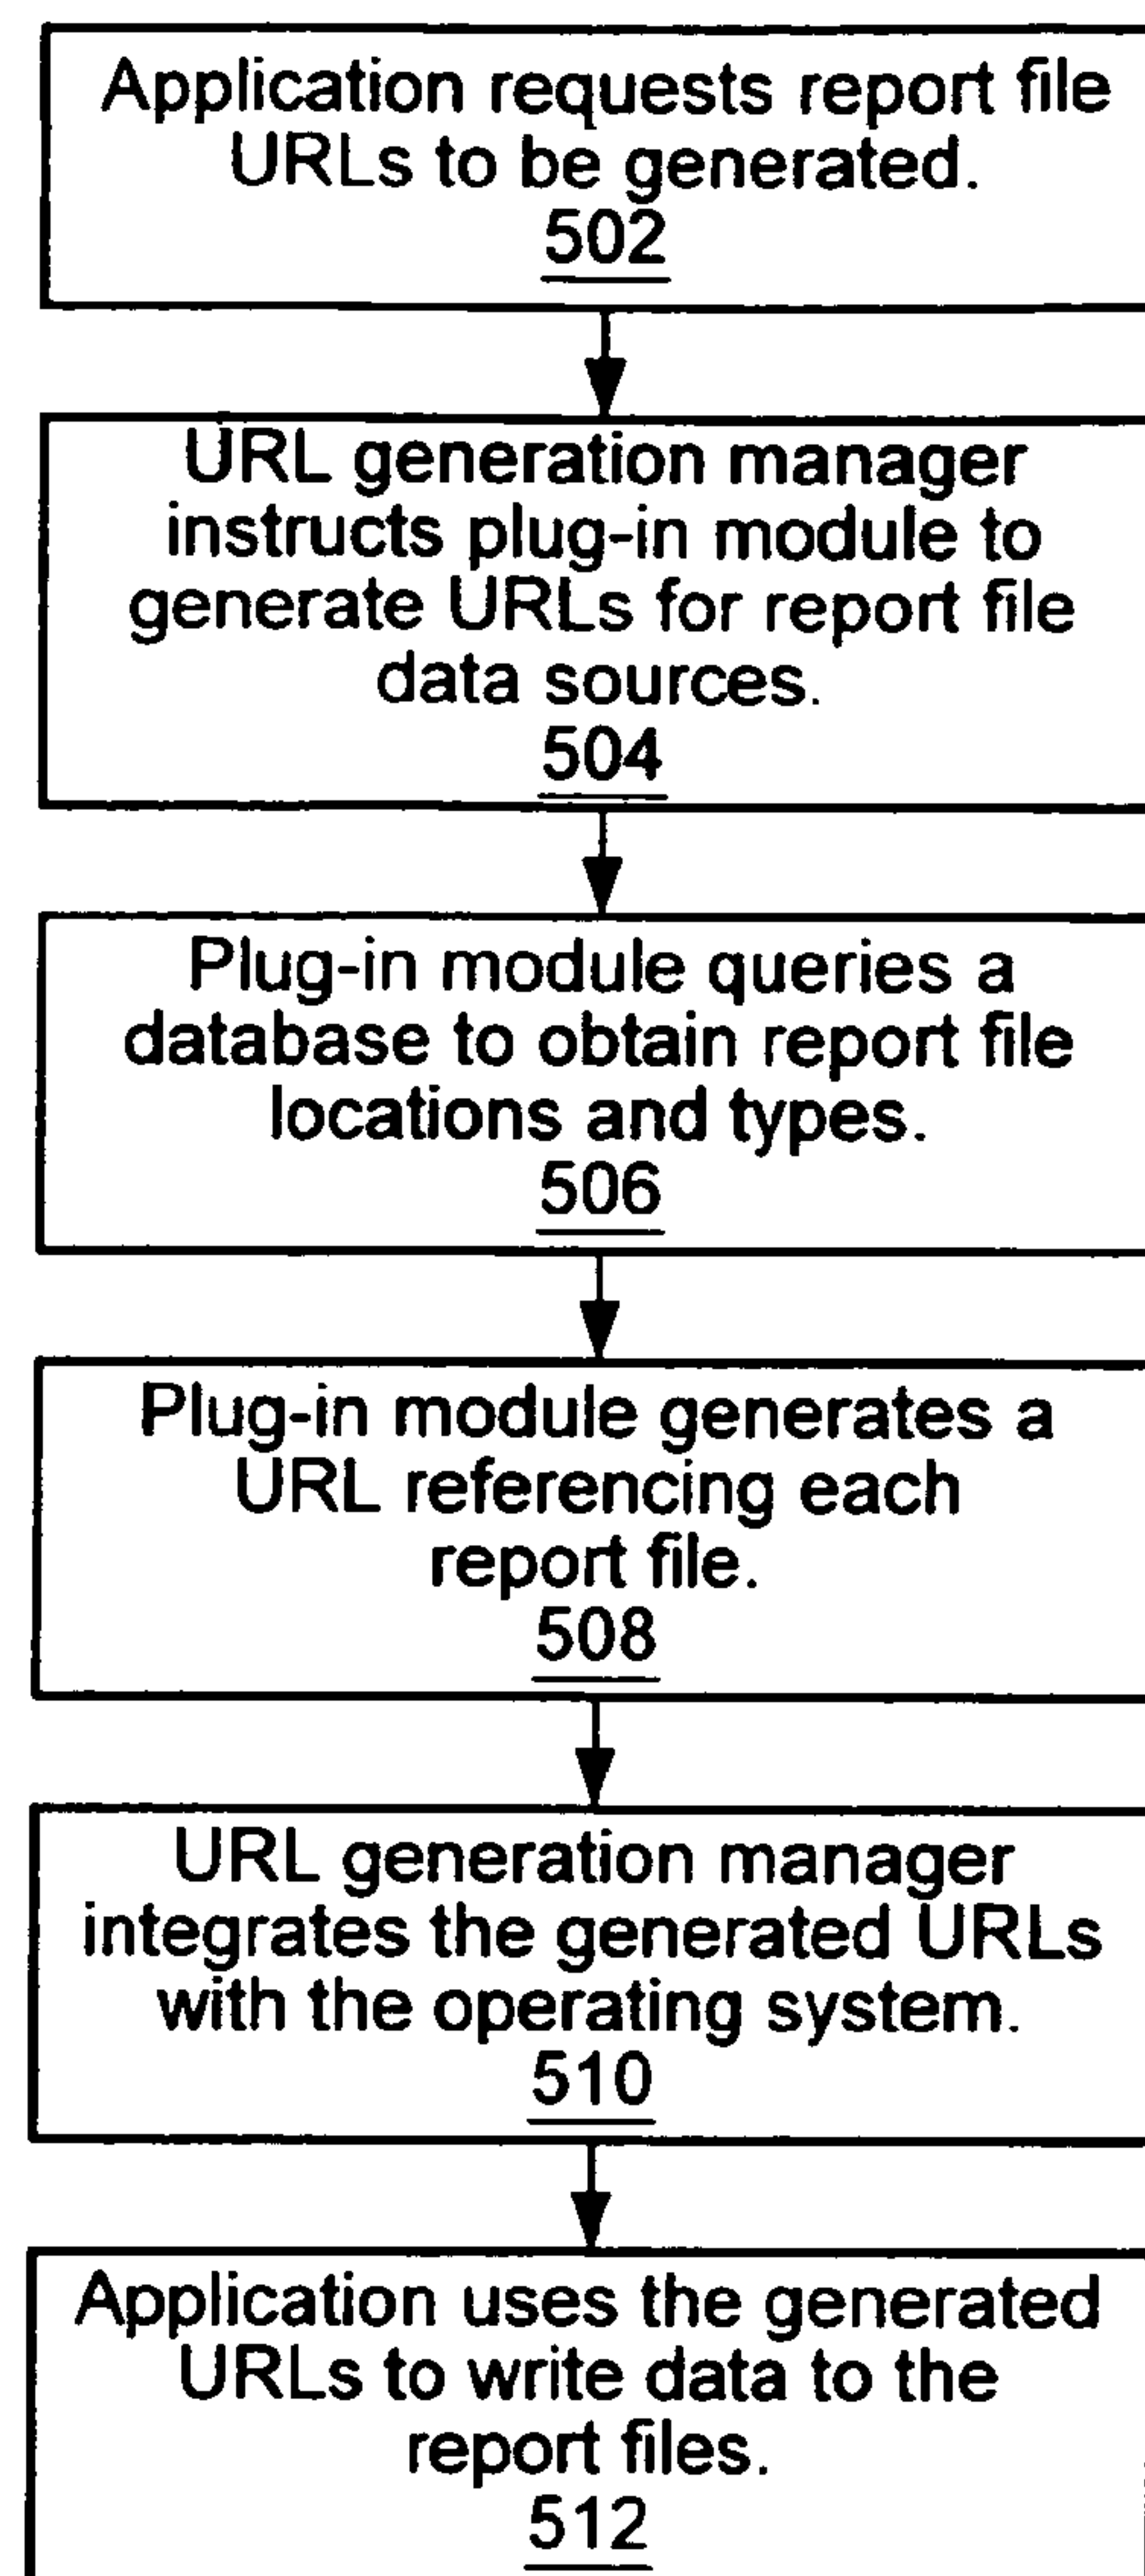 Application requests report file
URLs to be generated.
502
URL generation manager
instructs plug-in module to
generate URLs for report file
data sources.
504
Plug-in module queries a
database to obtain report file
locations and types.
506
Plug-in module generates a
URL referencing each
report file.
508
URL generation manager
integrates the generated URLs
with the operating system.
510
Application uses the generated
URLs to write data to the
report files.
512